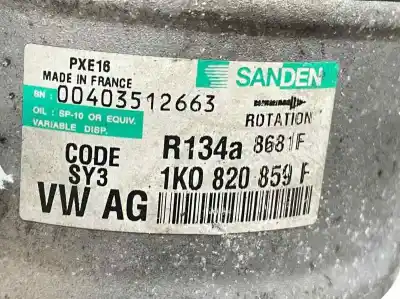 PXE16
MADE IN FRANCE
SANDEN
BN: 00403512663
ROTATION
OIL: SP-10 OR EQUIV.
VARIABLE DISP.
CODE
SY3
R134a 8681F
VW AG 1K0 820 859 F